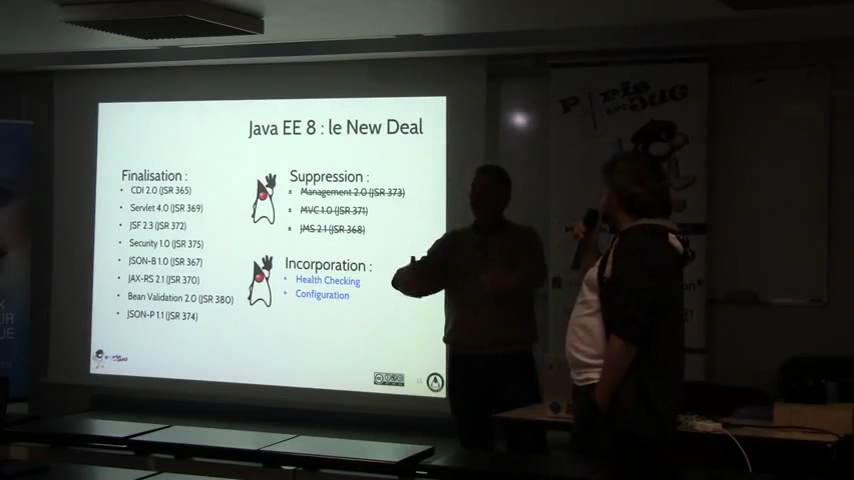 Java EE 8 : le New Deal
Finalisation :
• CDI 2.0 (JSR 365)
• Servlet 4.0 (JSR 369)
• JSF 2.3 (JSR 372)
• Security 1.0 (JSR 375)
• JSON-B 1.0 (JSR 367)
• JAX-RS 2.1 (JSR 370)
• Bean Validation 2.0 (JSR 380)
• JSON-P 1.1 (JSR 374)
Suppression :
Management 2.0 (JSR 373)
MVC 1.0 (JSR 371)
JMS 2.1 (JSR 368)
Incorporation :
• Health Checking
• Configuration